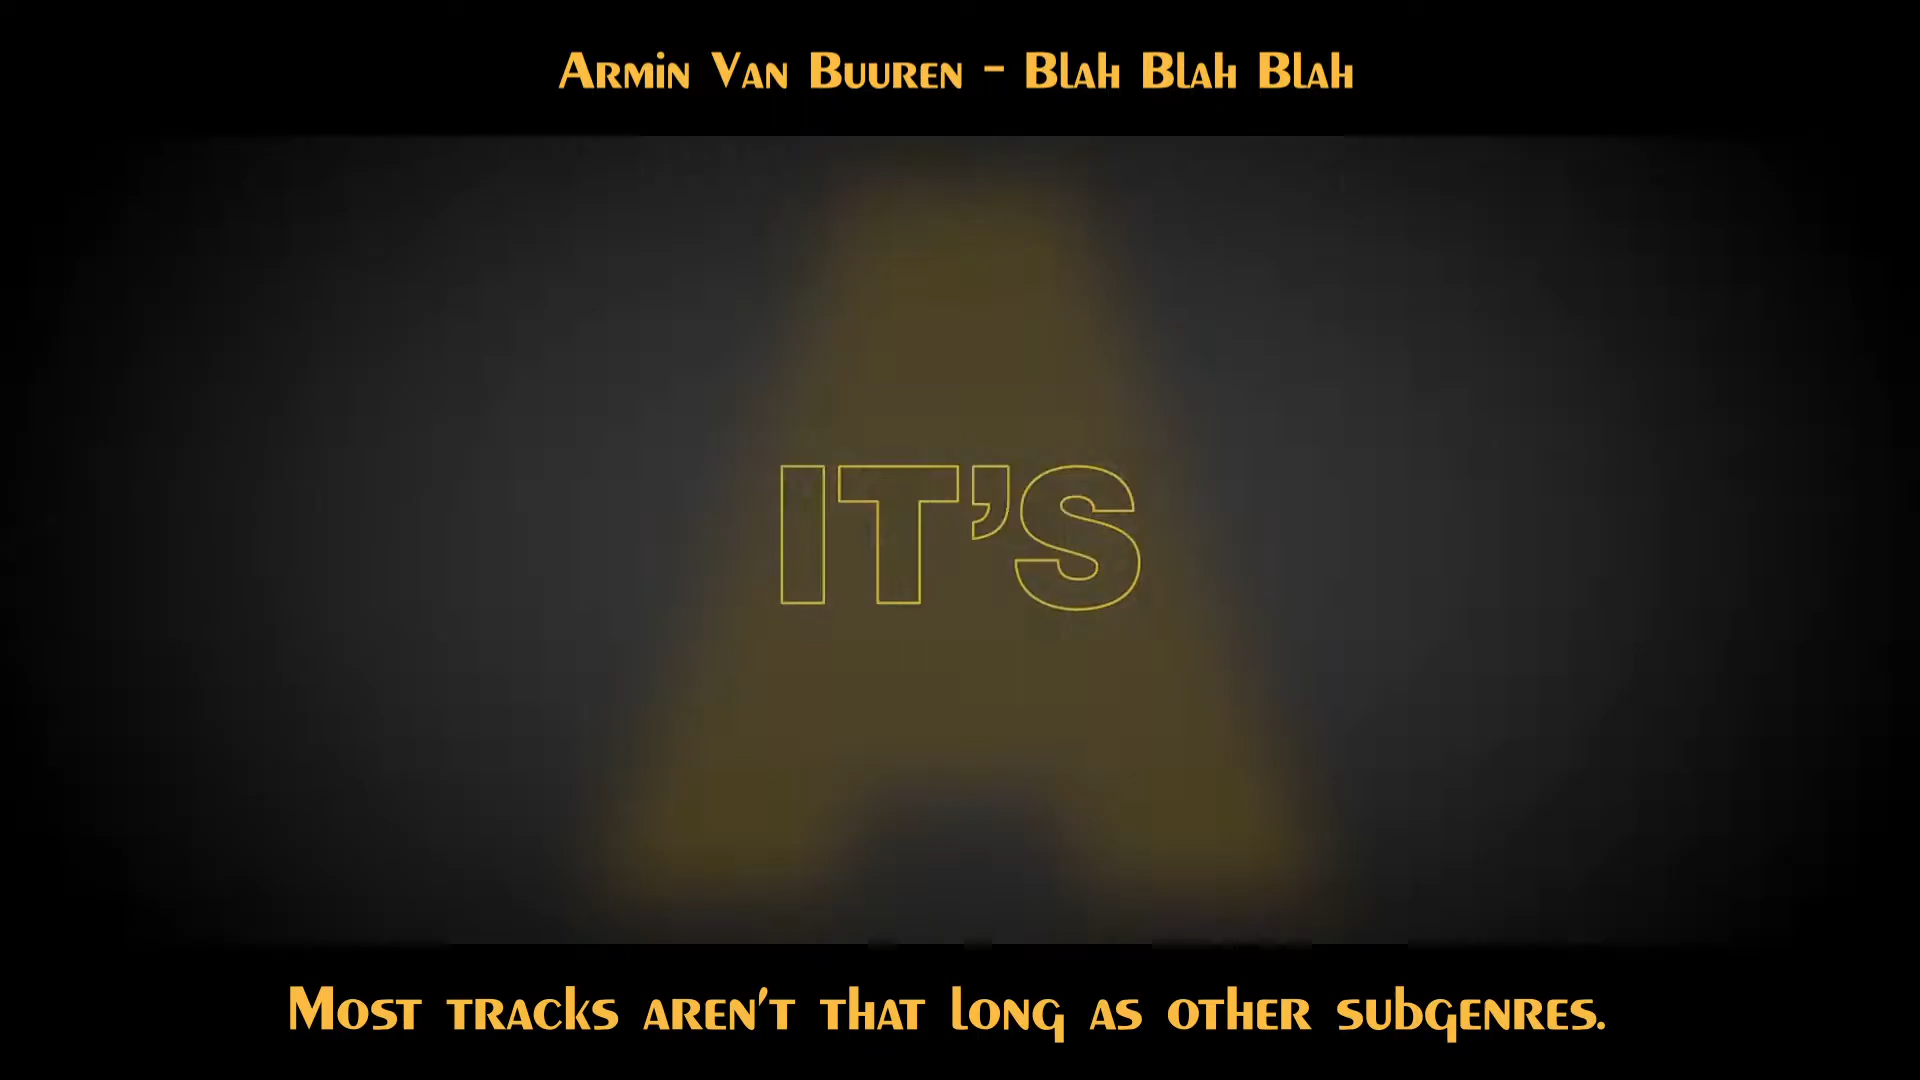 Armin Van Buuren - Blah Blah Blah
A
IT'S
Most tracks aren't that long as other subgenres.